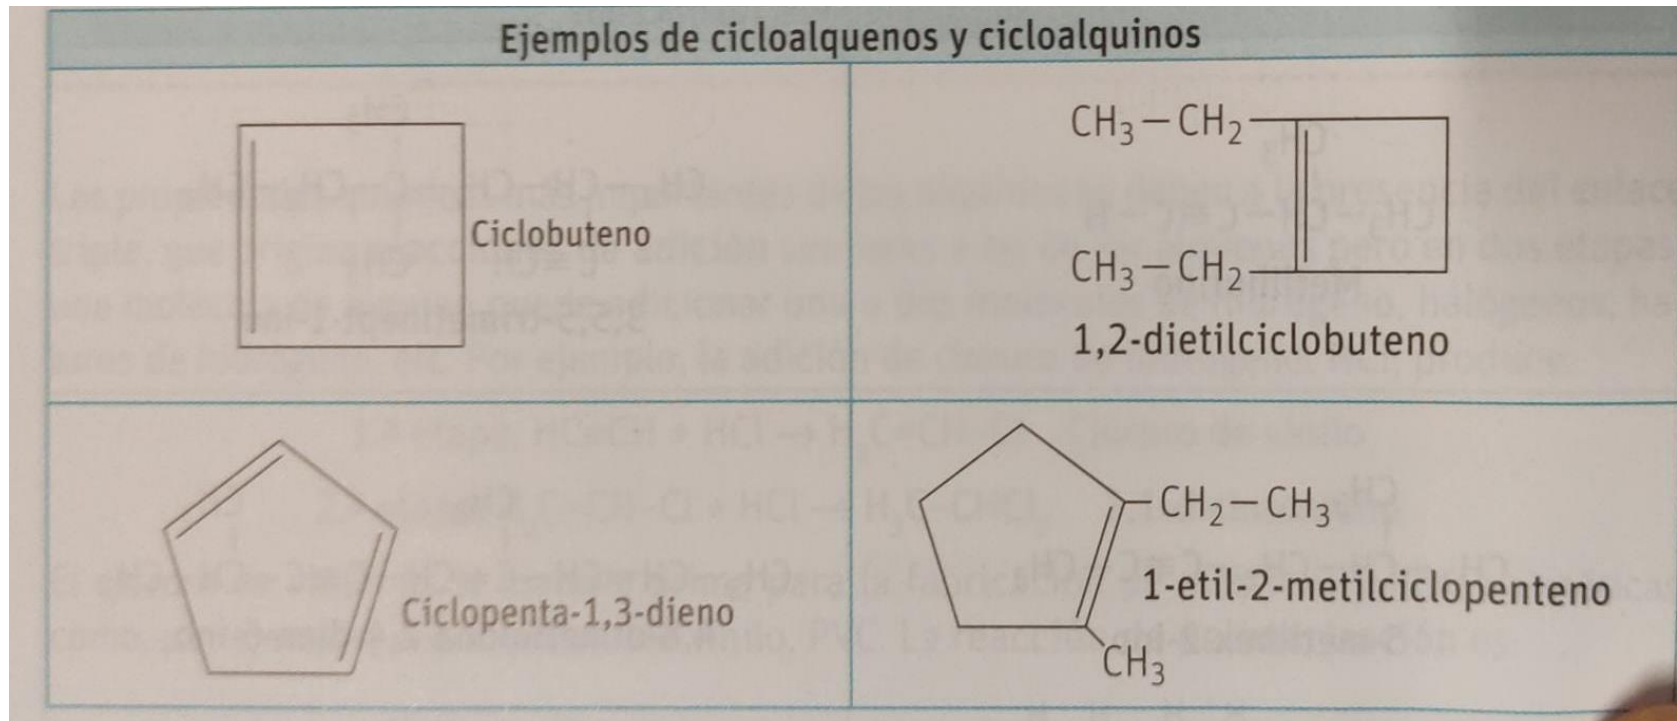 Ejemplos de cicloalquenos y cicloalquinos
Ciclobuteno
CH₃ — CH₂
CH₃ — CH₂
1,2-dietilciclobuteno
Ciclopenta-1,3-dieno
CH₂ — CH₃
1-etil-2-metilciclopenteno
CH₃